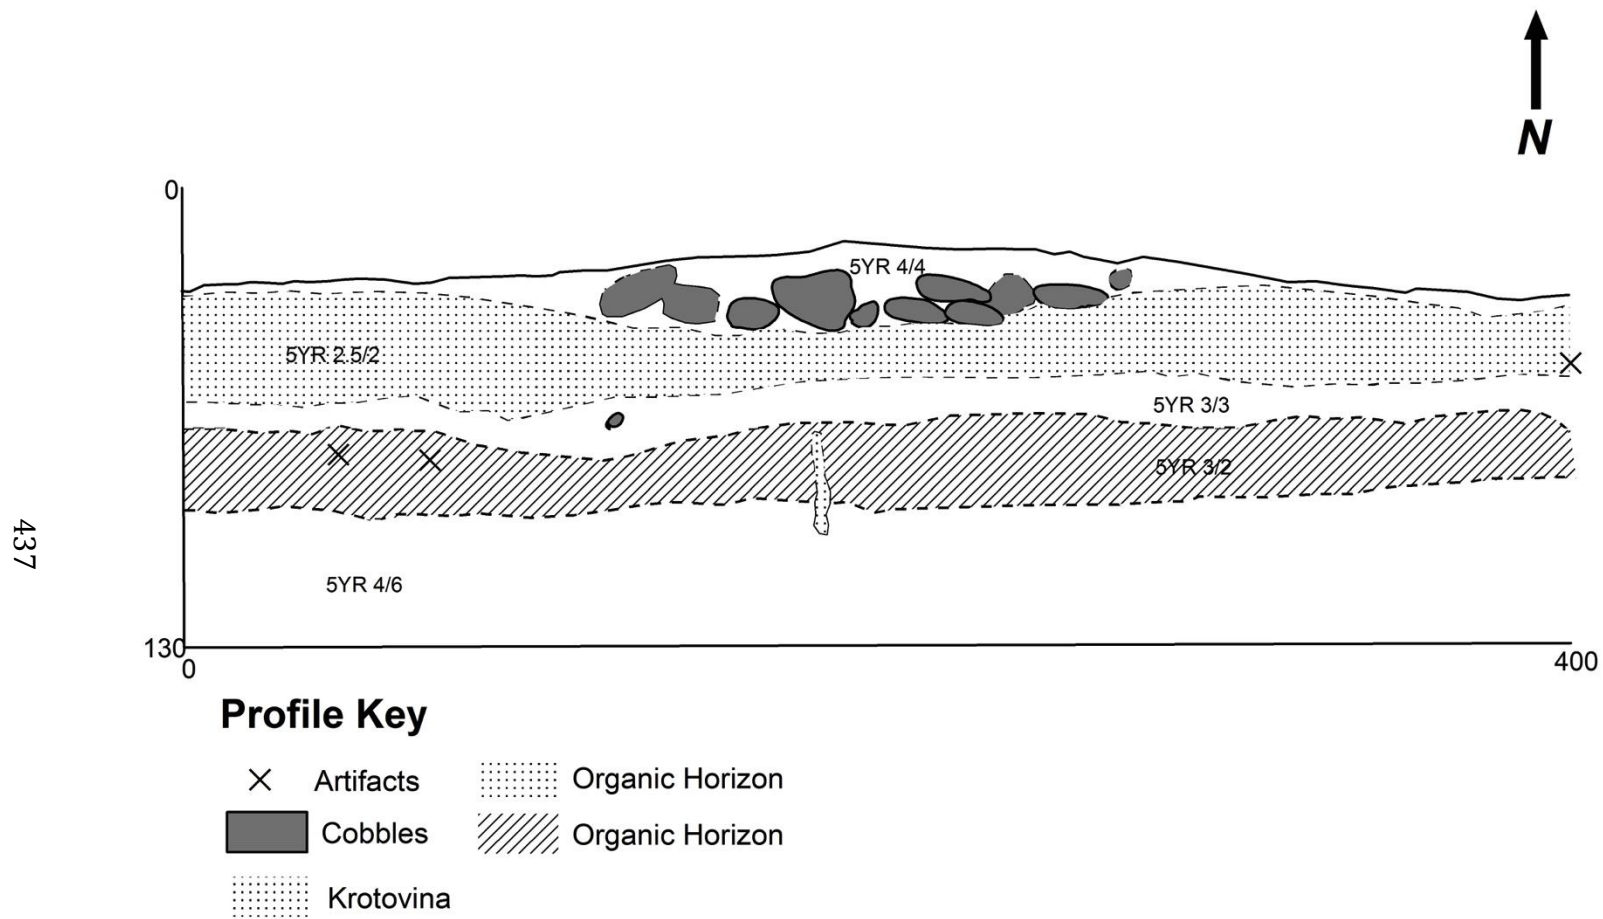 N
0
5YR 4/4
5YR 2.5/2
5YR 3/3
5YR 3/2
437
5YR 4/6
130
0
400
Profile Key
Artifacts Organic Horizon
Cobbles Organic Horizon
Krotovina